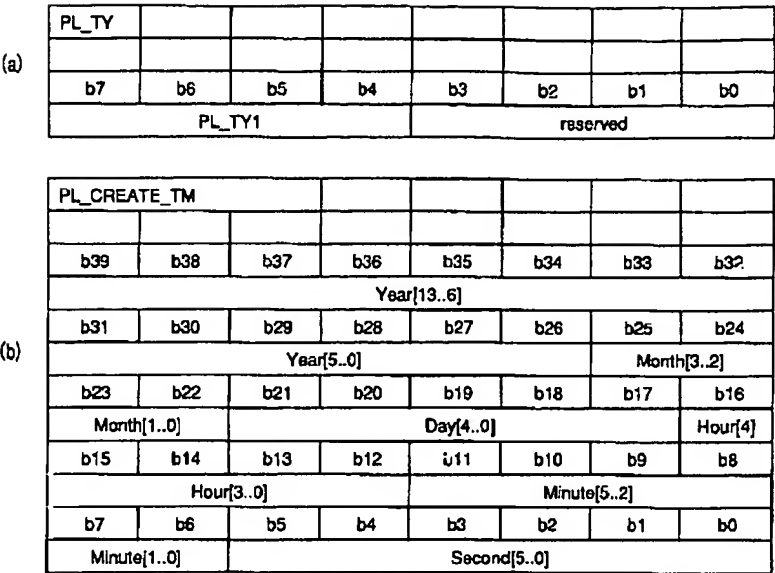 PL_TY
(a)
b7 b6 b5 b4 b3 b2 b1 b0
PL_TY1 reserved
PL_CREATE_TM
b39 b38 b37 b36 b35 b34 b33 b32
Year[13..6]
b31 b30 b29 b28 b27 b26 b25 b24
(b)
Year[5..0] Month[3..2]
b23 b22 b21 b20 b19 b18 b17 b16
Month[1..0] Day[4..0] Hour[4]
b15 b14 b13 b12 b11 b10 b9 b8
Hour[3..0] Minute[5..2]
b7 b6 b5 b4 b3 b2 b1 b0
Minute[1..0] Second[5..0]